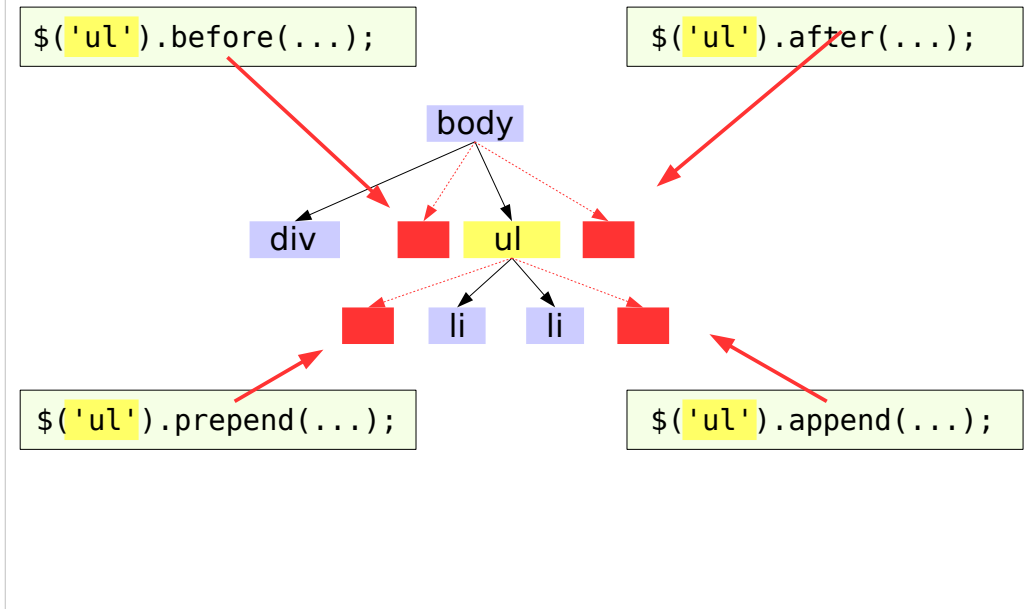 $('ul').before(...);
$('ul').after(...);
body
div
ul
li
li
$('ul').prepend(...);
$('ul').append(...);